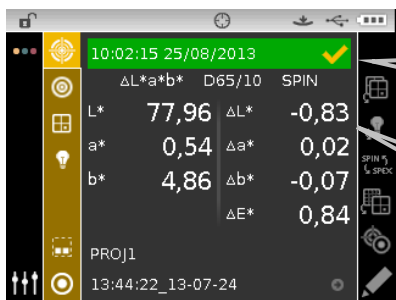 10:02:15 25/08/2013
ΔL*a*b* D65/10 SPIN
L* 77,96 ΔL* -0,83
a* 0,54 Δa* 0,02
b* 4,86 Δb* -0,07
ΔE* 0,84
SPIN
SPEX
PROJ1
13:44:22_13-07-24